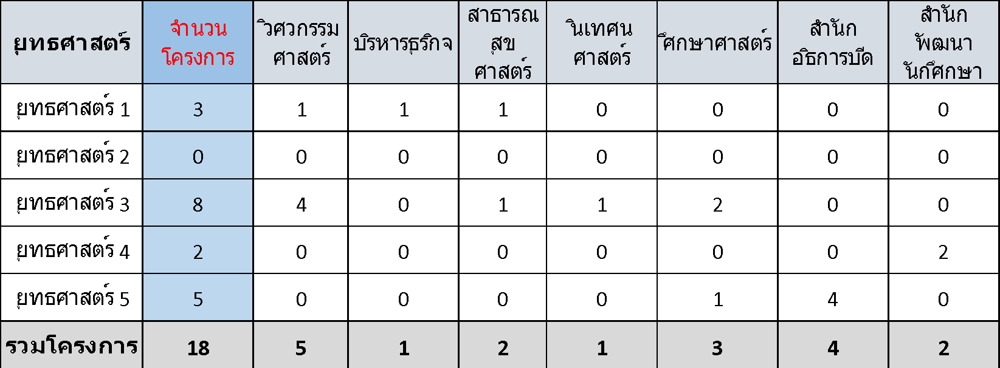 ยุทธศาสตร์ จำนวนโครงการ วิศวกรรมศาสตร์ บริหารธุรกิจ สาธารณสุขศาสตร์ นิเทศนศาสตร์ ศึกษาศาสตร์ สำนักอธิการบดี สำนักพัฒนานักศึกษา
ยุทธศาสตร์ 1 3 1 1 1 0 0 0 0
ยุทธศาสตร์ 2 0 0 0 0 0 0 0 0
ยุทธศาสตร์ 3 8 4 0 1 1 2 0 0
ยุทธศาสตร์ 4 2 0 0 0 0 0 0 2
ยุทธศาสตร์ 5 5 0 0 0 0 1 4 0
รวมโครงการ 18 5 1 2 1 3 4 2